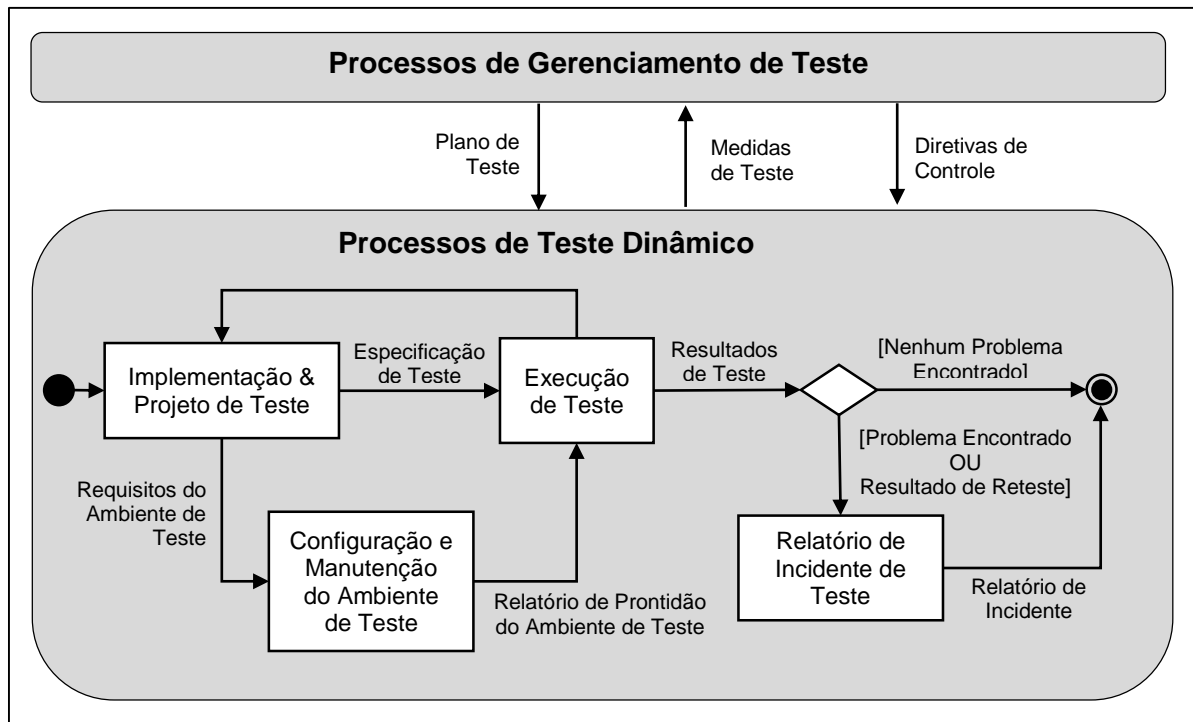 Processos de Gerenciamento de Teste
Plano de
Teste
Medidas
de Teste
Diretivas de
Controle
Processos de Teste Dinâmico
Implementação &
Projeto de Teste
Especificação
de Teste
Execução
de Teste
Resultados
de Teste
[Nenhum Problema
Encontrado]
[Problema Encontrado
OU
Resultado de Reteste]
Requisitos do
Ambiente de
Teste
Configuração e
Manutenção
do Ambiente
de Teste
Relatório de Prontidão
do Ambiente de Teste
Relatório de
Incidente de
Teste
Relatório de
Incidente